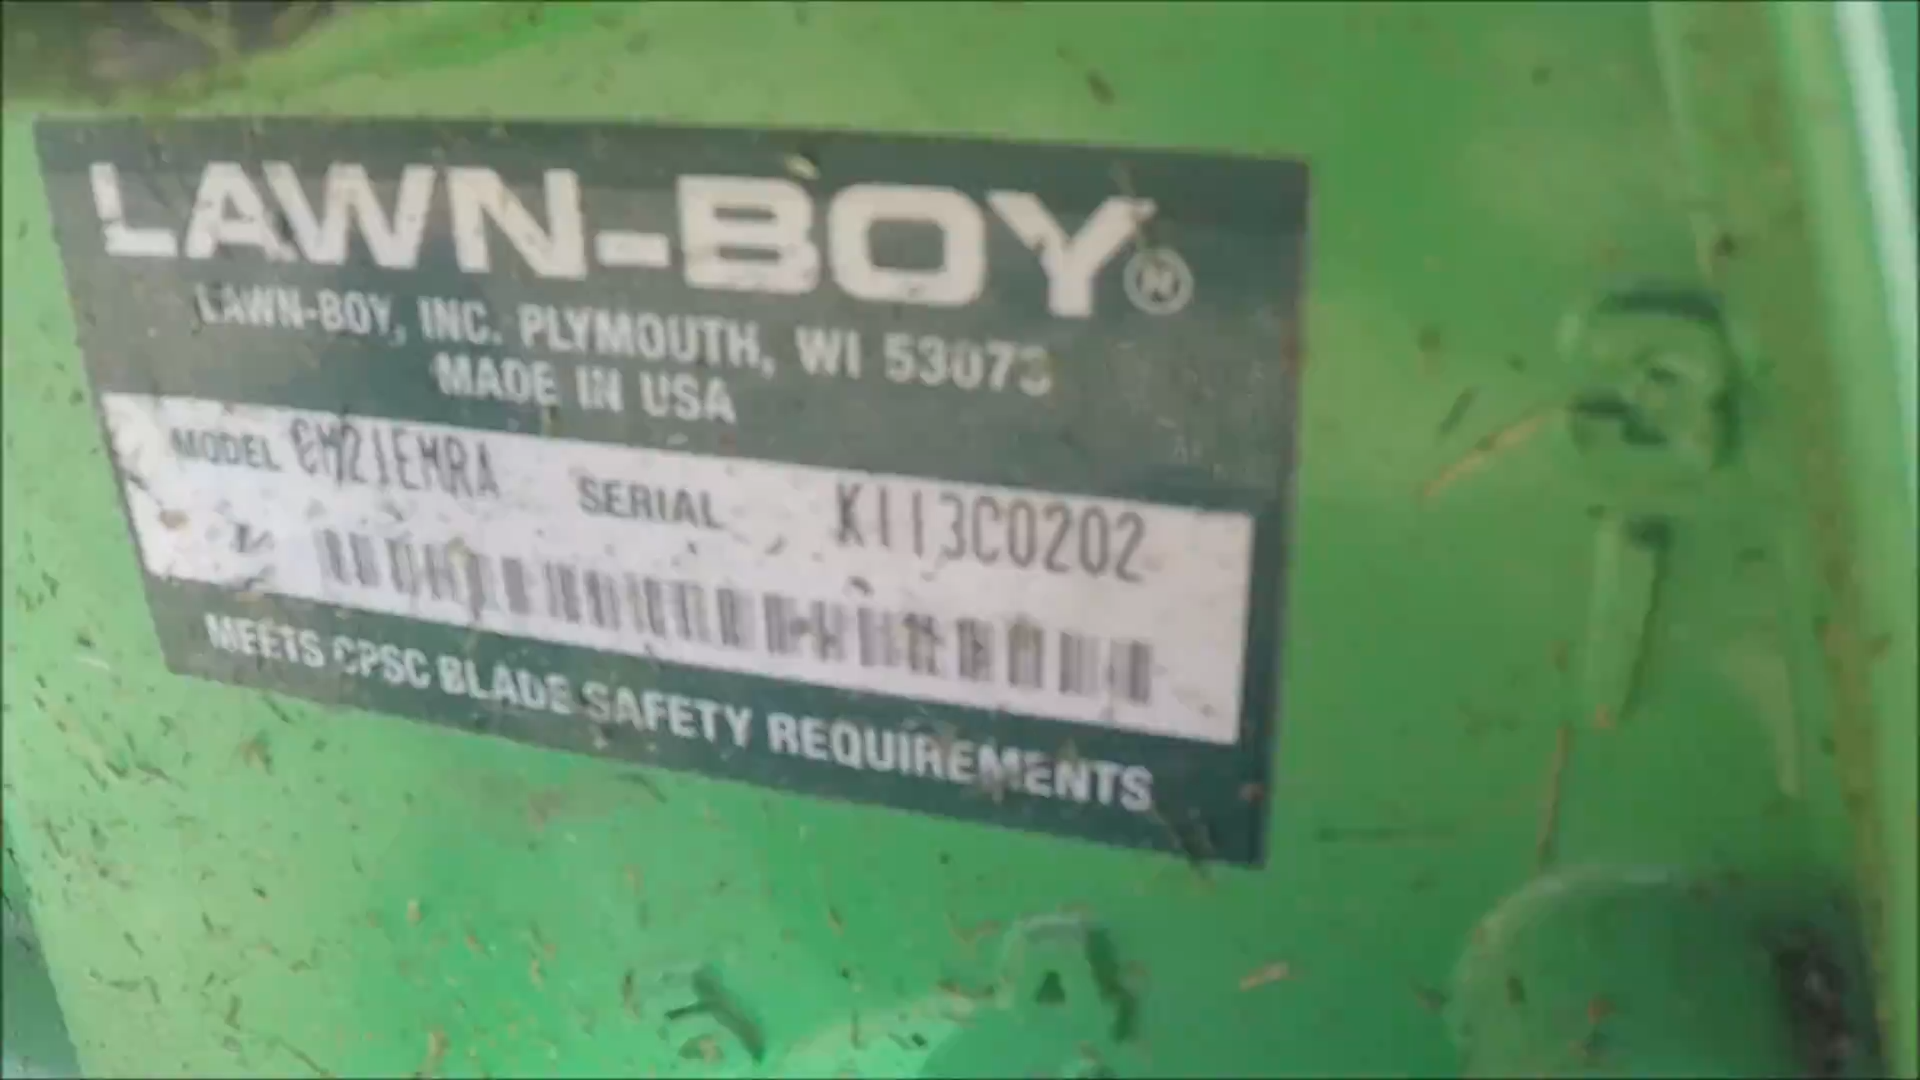 LAWN-BOY®
LAWN-BOY, INC. PLYMOUTH, WI 53073
MADE IN USA
MODEL CM21EMRA SERIAL K113C0202
MEETS CPSC BLADE SAFETY REQUIREMENTS